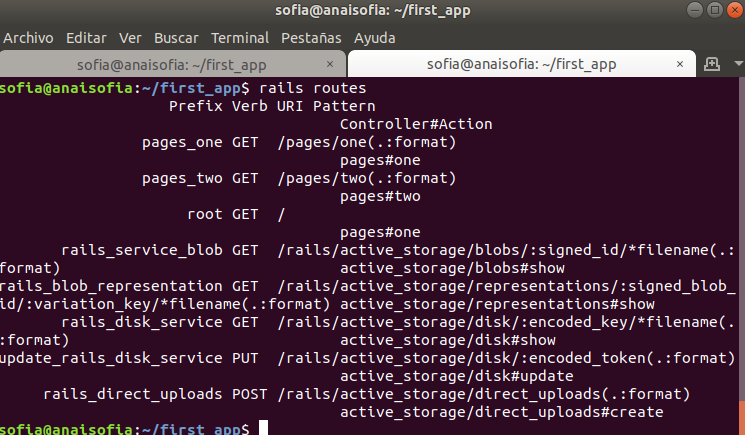 sofia@anaisofia: ~/first_app
Archivo Editar Ver Buscar Terminal Pestañas Ayuda
sofia@anaisofia: ~/first_app × sofia@anaisofia: ~/first_app ×
sofia@anaisofia:~/first_app$ rails routes
Prefix Verb URI Pattern
Controller#Action
pages_one GET /pages/one(.:format)
pages#one
pages_two GET /pages/two(.:format)
pages#two
root GET /
pages#one
rails_service_blob GET /rails/active_storage/blobs/:signed_id/*filename(.:
format) active_storage/blobs#show
rails_blob_representation GET /rails/active_storage/representations/:signed_blob_
id/:variation_key/*filename(.:format) active_storage/representations#show
rails_disk_service GET /rails/active_storage/disk/:encoded_key/*filename(.
:format) active_storage/disk#show
update_rails_disk_service PUT /rails/active_storage/disk/:encoded_token(.:format)
active_storage/disk#update
rails_direct_uploads POST /rails/active_storage/direct_uploads(.:format)
active_storage/direct_uploads#create
sofia@anaisofia:~/first_app$